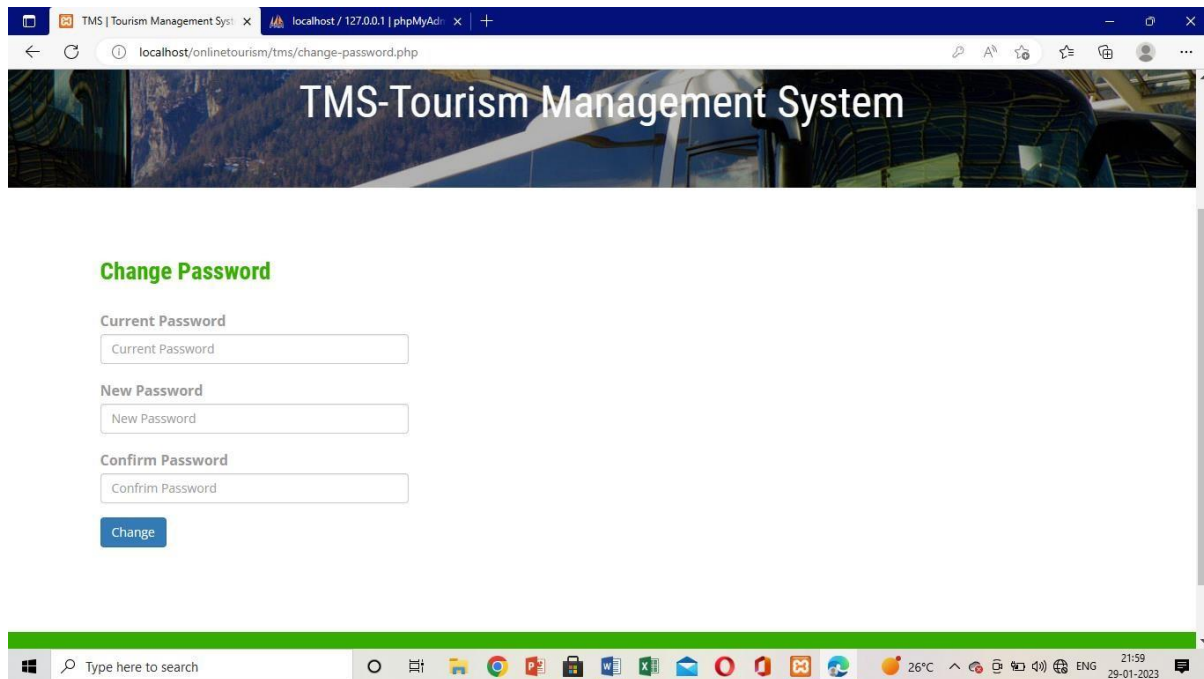 TMS | Tourism Management Syst
localhost / 127.0.0.1 | phpMyAdn
localhost/onlinetourism/tms/change-password.php
TMS-Tourism Management System
Change Password
Current Password
Current Password
New Password
New Password
Confirm Password
Confrim Password
Change
Type here to search
26°C
ENG
21:59
29-01-2023